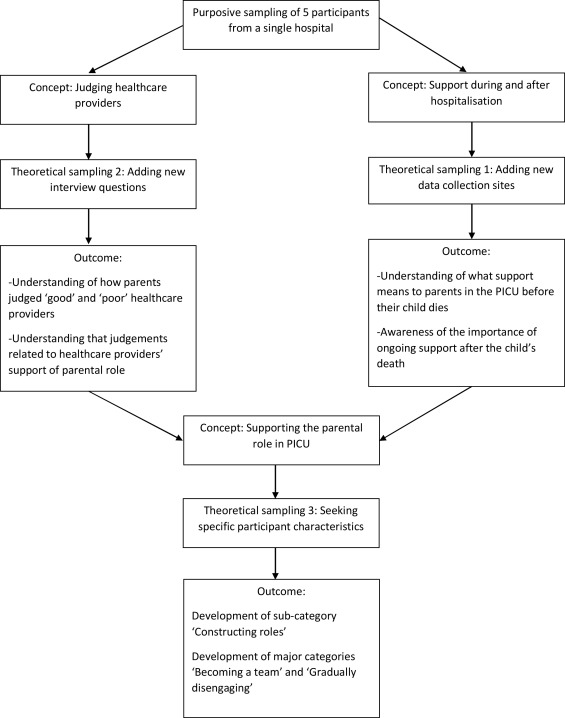 Purposive sampling of 5 participants
from a single hospital
Concept: Judging healthcare
providers
Concept: Support during and after
hospitalisation
Theoretical sampling 2: Adding new
interview questions
Theoretical sampling 1: Adding new
data collection sites
Outcome:
-Understanding of how parents
judged ‘good’ and ‘poor’ healthcare
providers
-Understanding that judgements
related to healthcare providers’
support of parental role
Outcome:
-Understanding of what support
means to parents in the PICU before
their child dies
-Awareness of the importance of
ongoing support after the child’s
death
Concept: Supporting the parental
role in PICU
Theoretical sampling 3: Seeking
specific participant characteristics
Outcome:
Development of sub-category
‘Constructing roles’
Development of major categories
‘Becoming a team’ and ‘Gradually
disengaging’